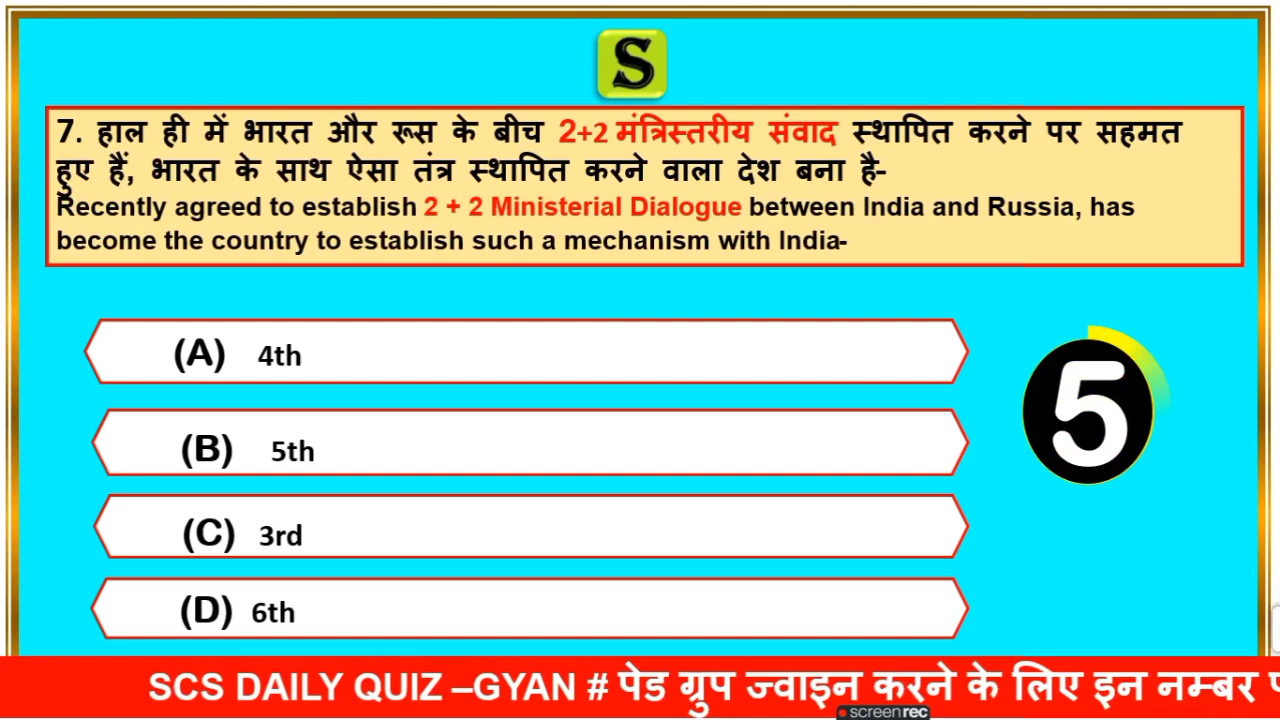 S
7. हाल ही में भारत और रूस के बीच 2+2 मंत्रिस्तरीय संवाद स्थापित करने पर सहमत
हुए हैं, भारत के साथ ऐसा तंत्र स्थापित करने वाला देश बना है-
Recently agreed to establish 2 + 2 Ministerial Dialogue between India and Russia, has
become the country to establish such a mechanism with India-
(A) 4th
5
(B) 5th
(C) 3rd
(D) 6th
SCS DAILY QUIZ –GYAN # पेड ग्रुप ज्वाइन करने के लिए इन नम्बर
screenrec